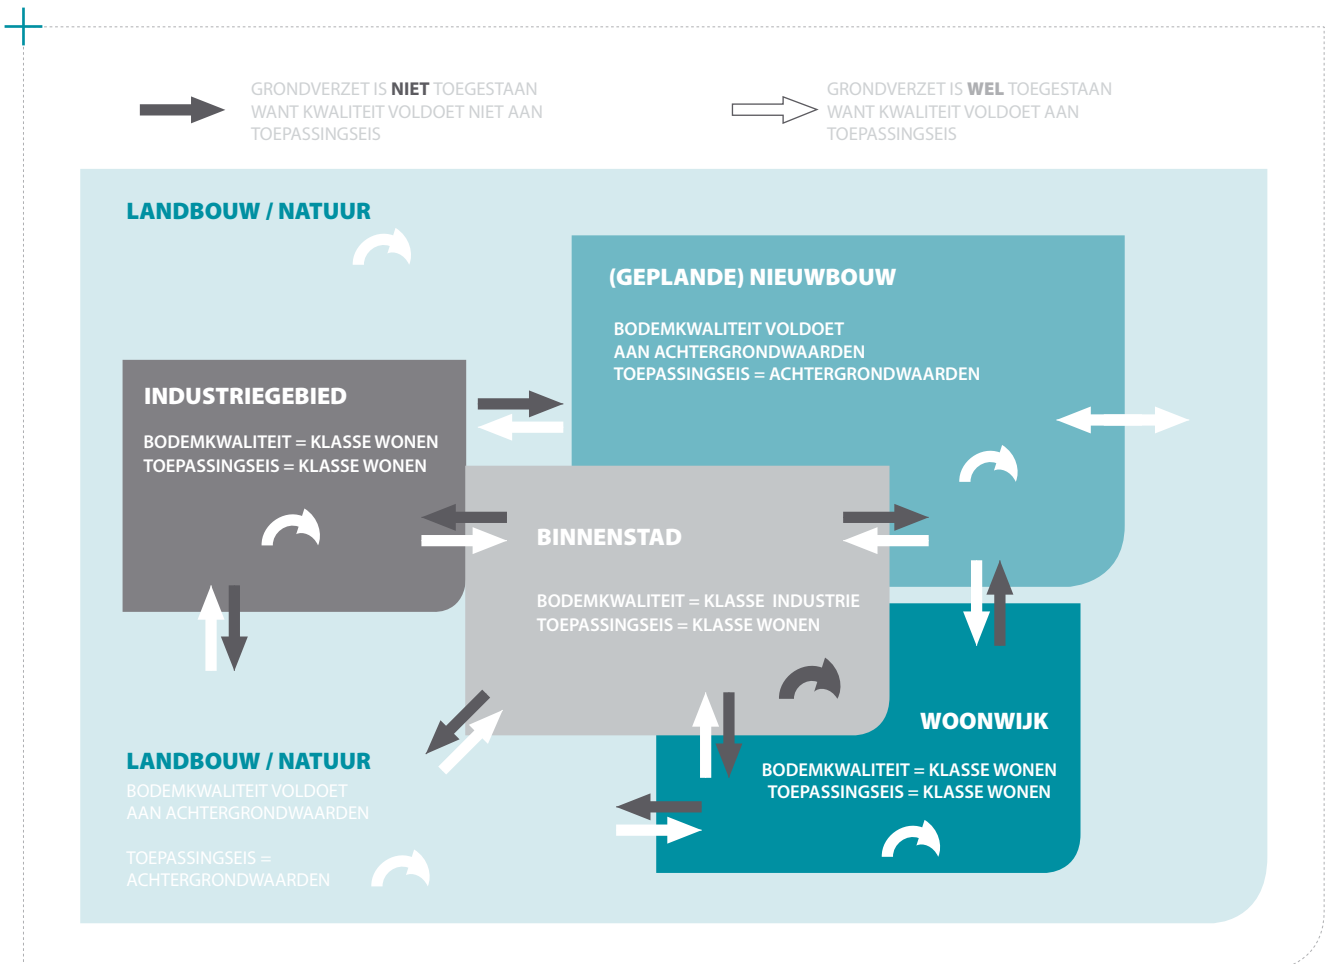 GRONDVERZET IS NIET TOEGESTAAN
WANT KWALITEIT VOLDOET NIET AAN
TOEPASSINGSEIS
GRONDVERZET IS WEL TOEGESTAAN
WANT KWALITEIT VOLDOET AAN
TOEPASSINGSEIS
LANDBOUW / NATUUR
(GEPLANDE) NIEUWBOUW
BODEMKWALITEIT VOLDOET
AAN ACHTERGRONDWAARDEN
TOEPASSINGSEIS = ACHTERGRONDWAARDEN
INDUSTRIEGEBIED
BODEMKWALITEIT = KLASSE WONEN
TOEPASSINGSEIS = KLASSE WONEN
BINNENSTAD
BODEMKWALITEIT = KLASSE INDUSTRIE
TOEPASSINGSEIS = KLASSE WONEN
WOONWIJK
BODEMKWALITEIT = KLASSE WONEN
TOEPASSINGSEIS = KLASSE WONEN
LANDBOUW / NATUUR
BODEMKWALITEIT VOLDOET
AAN ACHTERGRONDWAARDEN
TOEPASSINGSEIS =
ACHTERGRONDWAARDEN